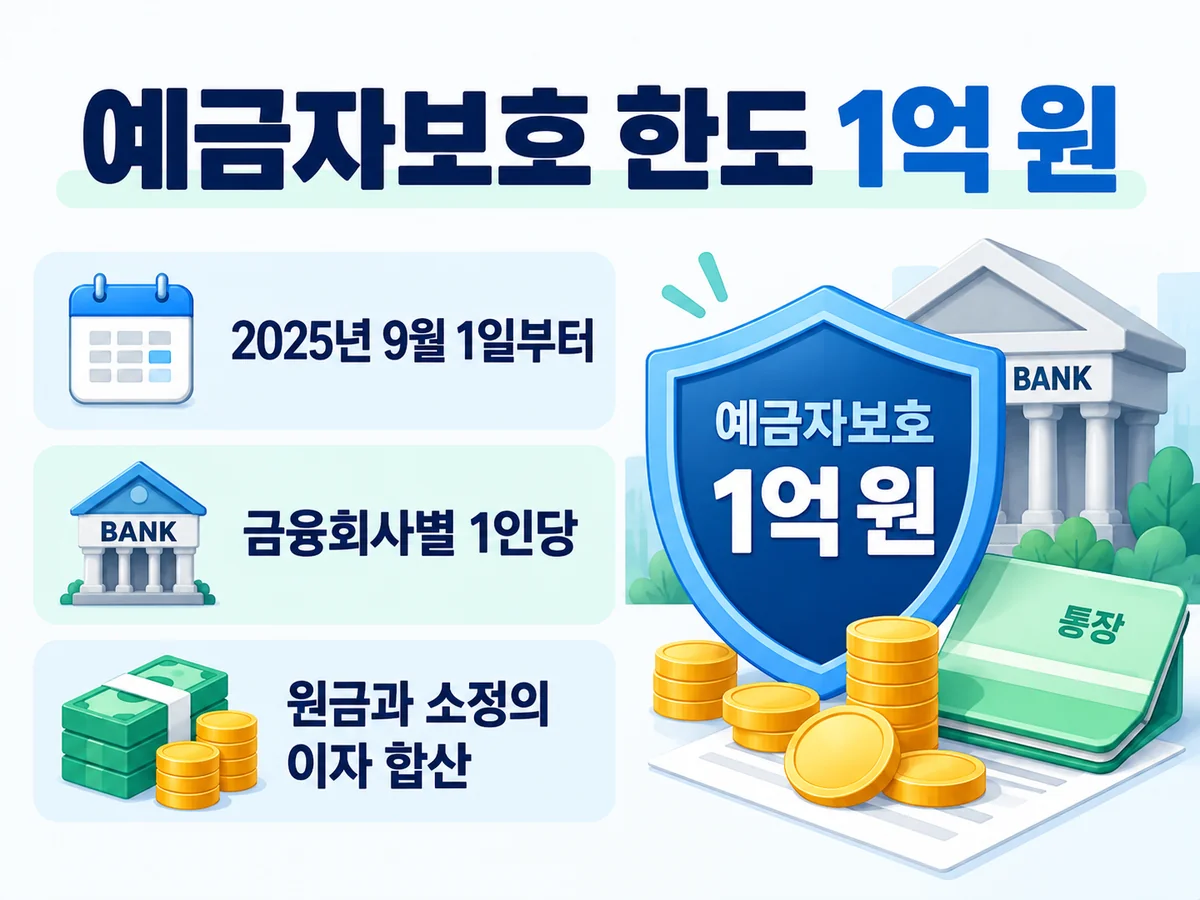 예금자보호 한도 1억 원
2025년 9월 1일부터
BANK
금융회사별 1인당
원금과 소정의
이자 합산
BANK
예금자보호
1억 원
통장